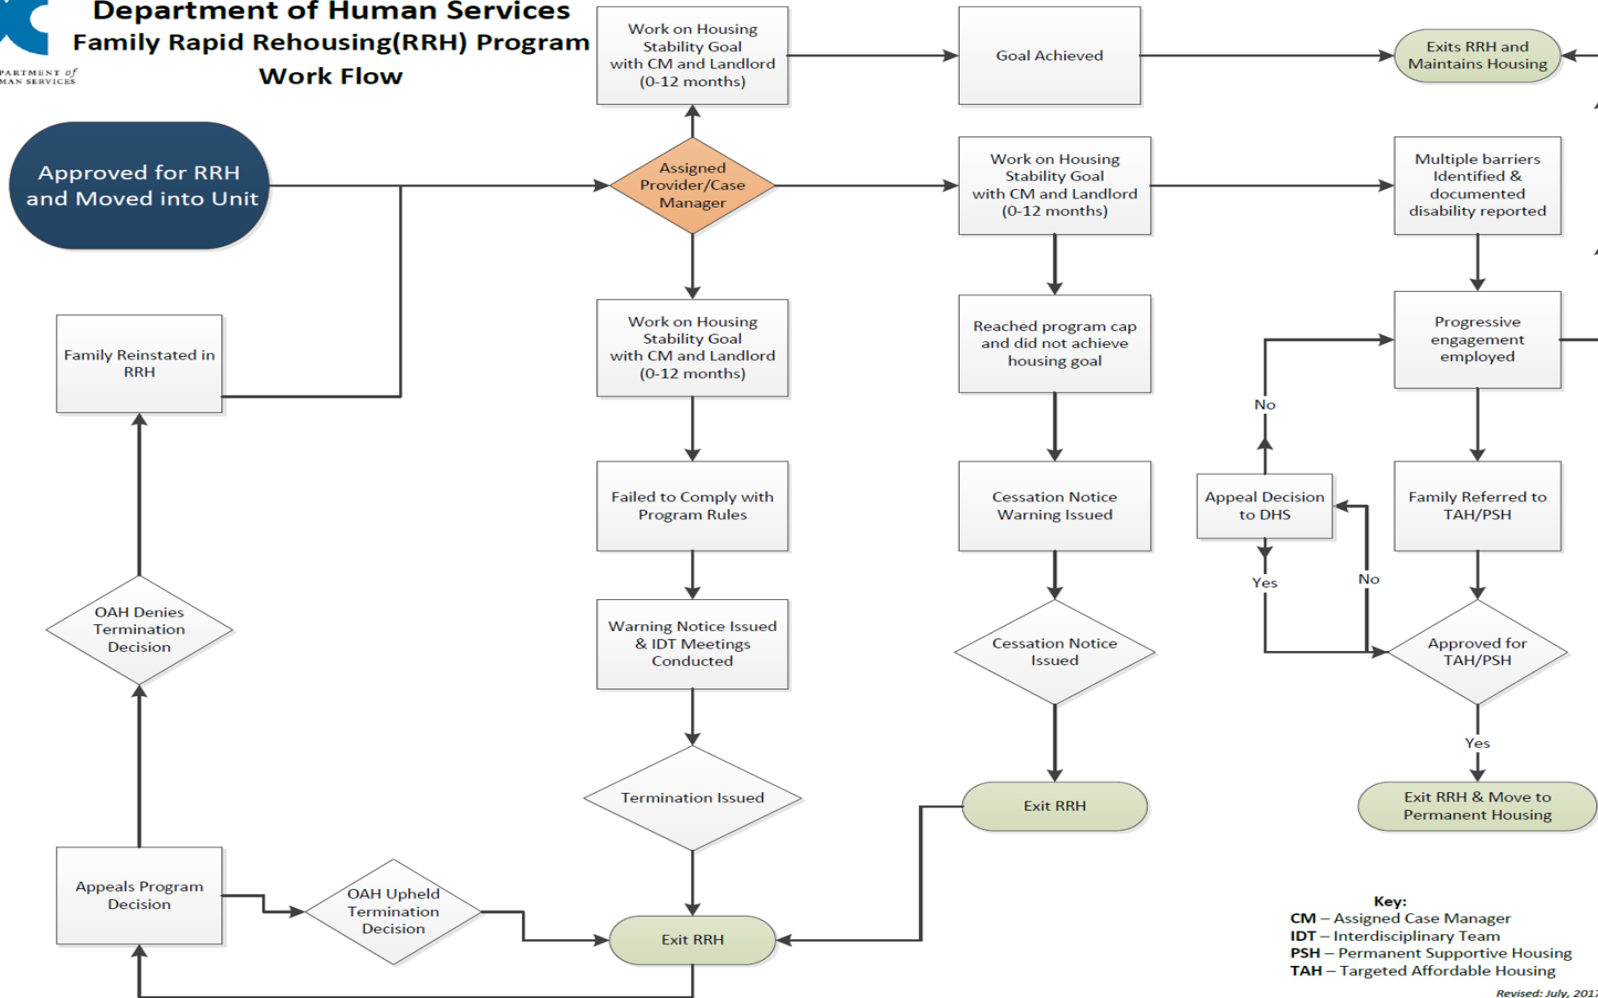 Department of Human Services
Family Rapid Rehousing(RRH) Program
Work Flow
PARTMENT of
MAN SERVICES
Work on Housing
Stability Goal
with CM and Landlord
(0-12 months)
Goal Achieved
Exits RRH and
Maintains Housing
Approved for RRH
and Moved into Unit
Assigned
Provider/Case
Manager
Work on Housing
Stability Goal
with CM and Landlord
(0-12 months)
Multiple barriers
Identified &
documented
disability reported
Family Reinstated in
RRH
Work on Housing
Stability Goal
with CM and Landlord
(0-12 months)
Reached program cap
and did not achieve
housing goal
Progressive
engagement
employed
No
Failed to Comply with
Program Rules
Cessation Notice
Warning Issued
Appeal Decision
to DHS
Family Referred to
TAH/PSH
Yes
No
OAH Denies
Termination
Decision
Warning Notice Issued
& IDT Meetings
Conducted
Cessation Notice
Issued
Approved for
TAH/PSH
Yes
Termination Issued
Exit RRH
Exit RRH & Move to
Permanent Housing
Appeals Program
Decision
OAH Upheld
Termination
Decision
Exit RRH
Key:
CM – Assigned Case Manager
IDT – Interdisciplinary Team
PSH – Permanent Supportive Housing
TAH – Targeted Affordable Housing
Revised: July, 2017